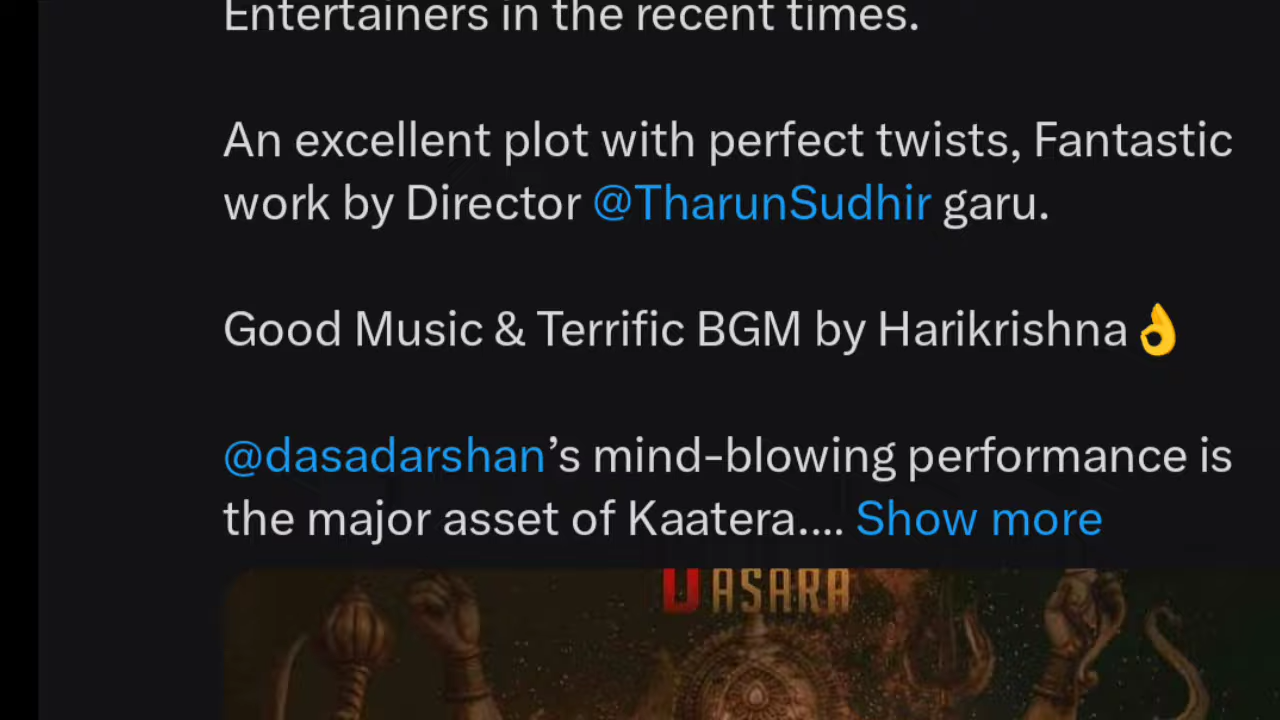 Entertainers in the recent times.
An excellent plot with perfect twists, Fantastic
work by Director @TharunSudhir garu.
Good Music & Terrific BGM by Harikrishna👌
@dasadarshan’s mind-blowing performance is
the major asset of Kaatera.... Show more
DASARA